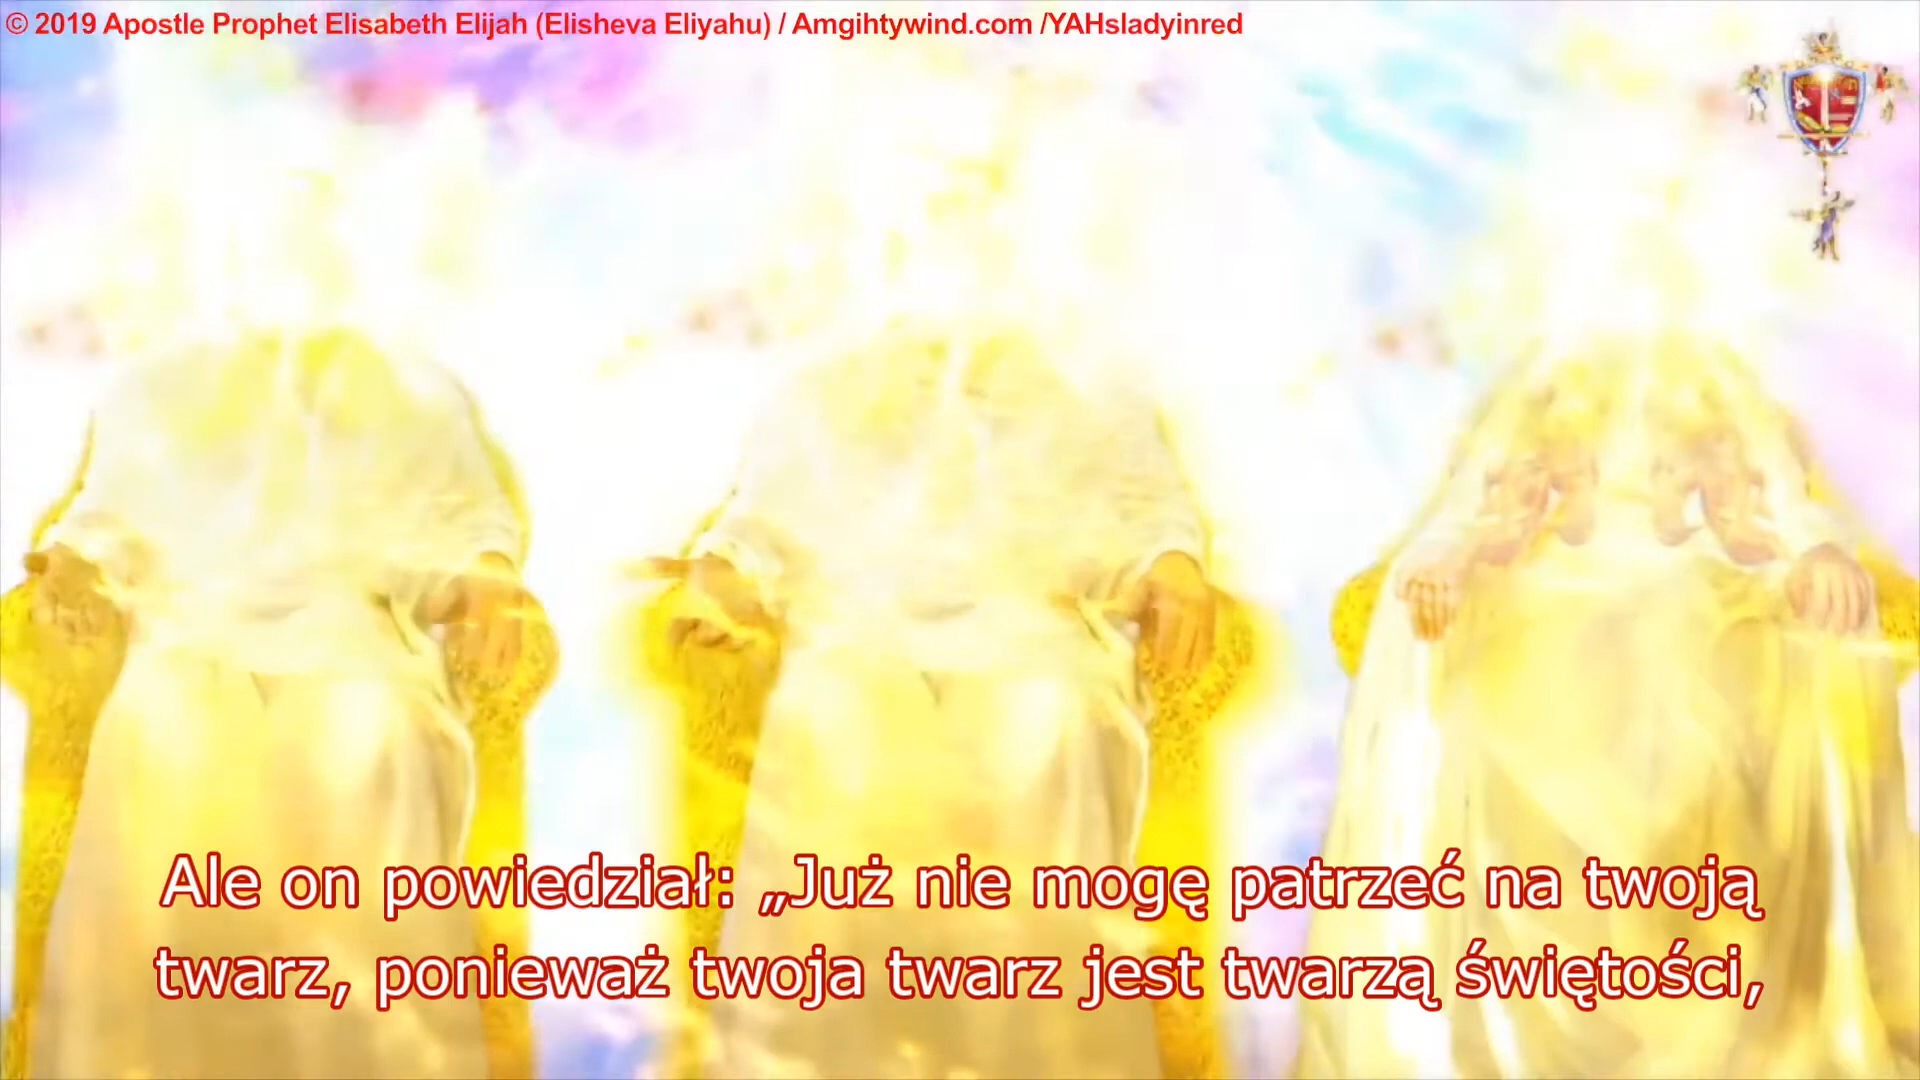 © 2019 Apostle Prophet Elisabeth Elijah (Elisheva Eliyahu) / Amgihtywind.com /YAHsladyinred
Ale on powiedział: „Już nie mogę patrzeć na twoją
twarz, ponieważ twoja twarz jest twarzą świętości,